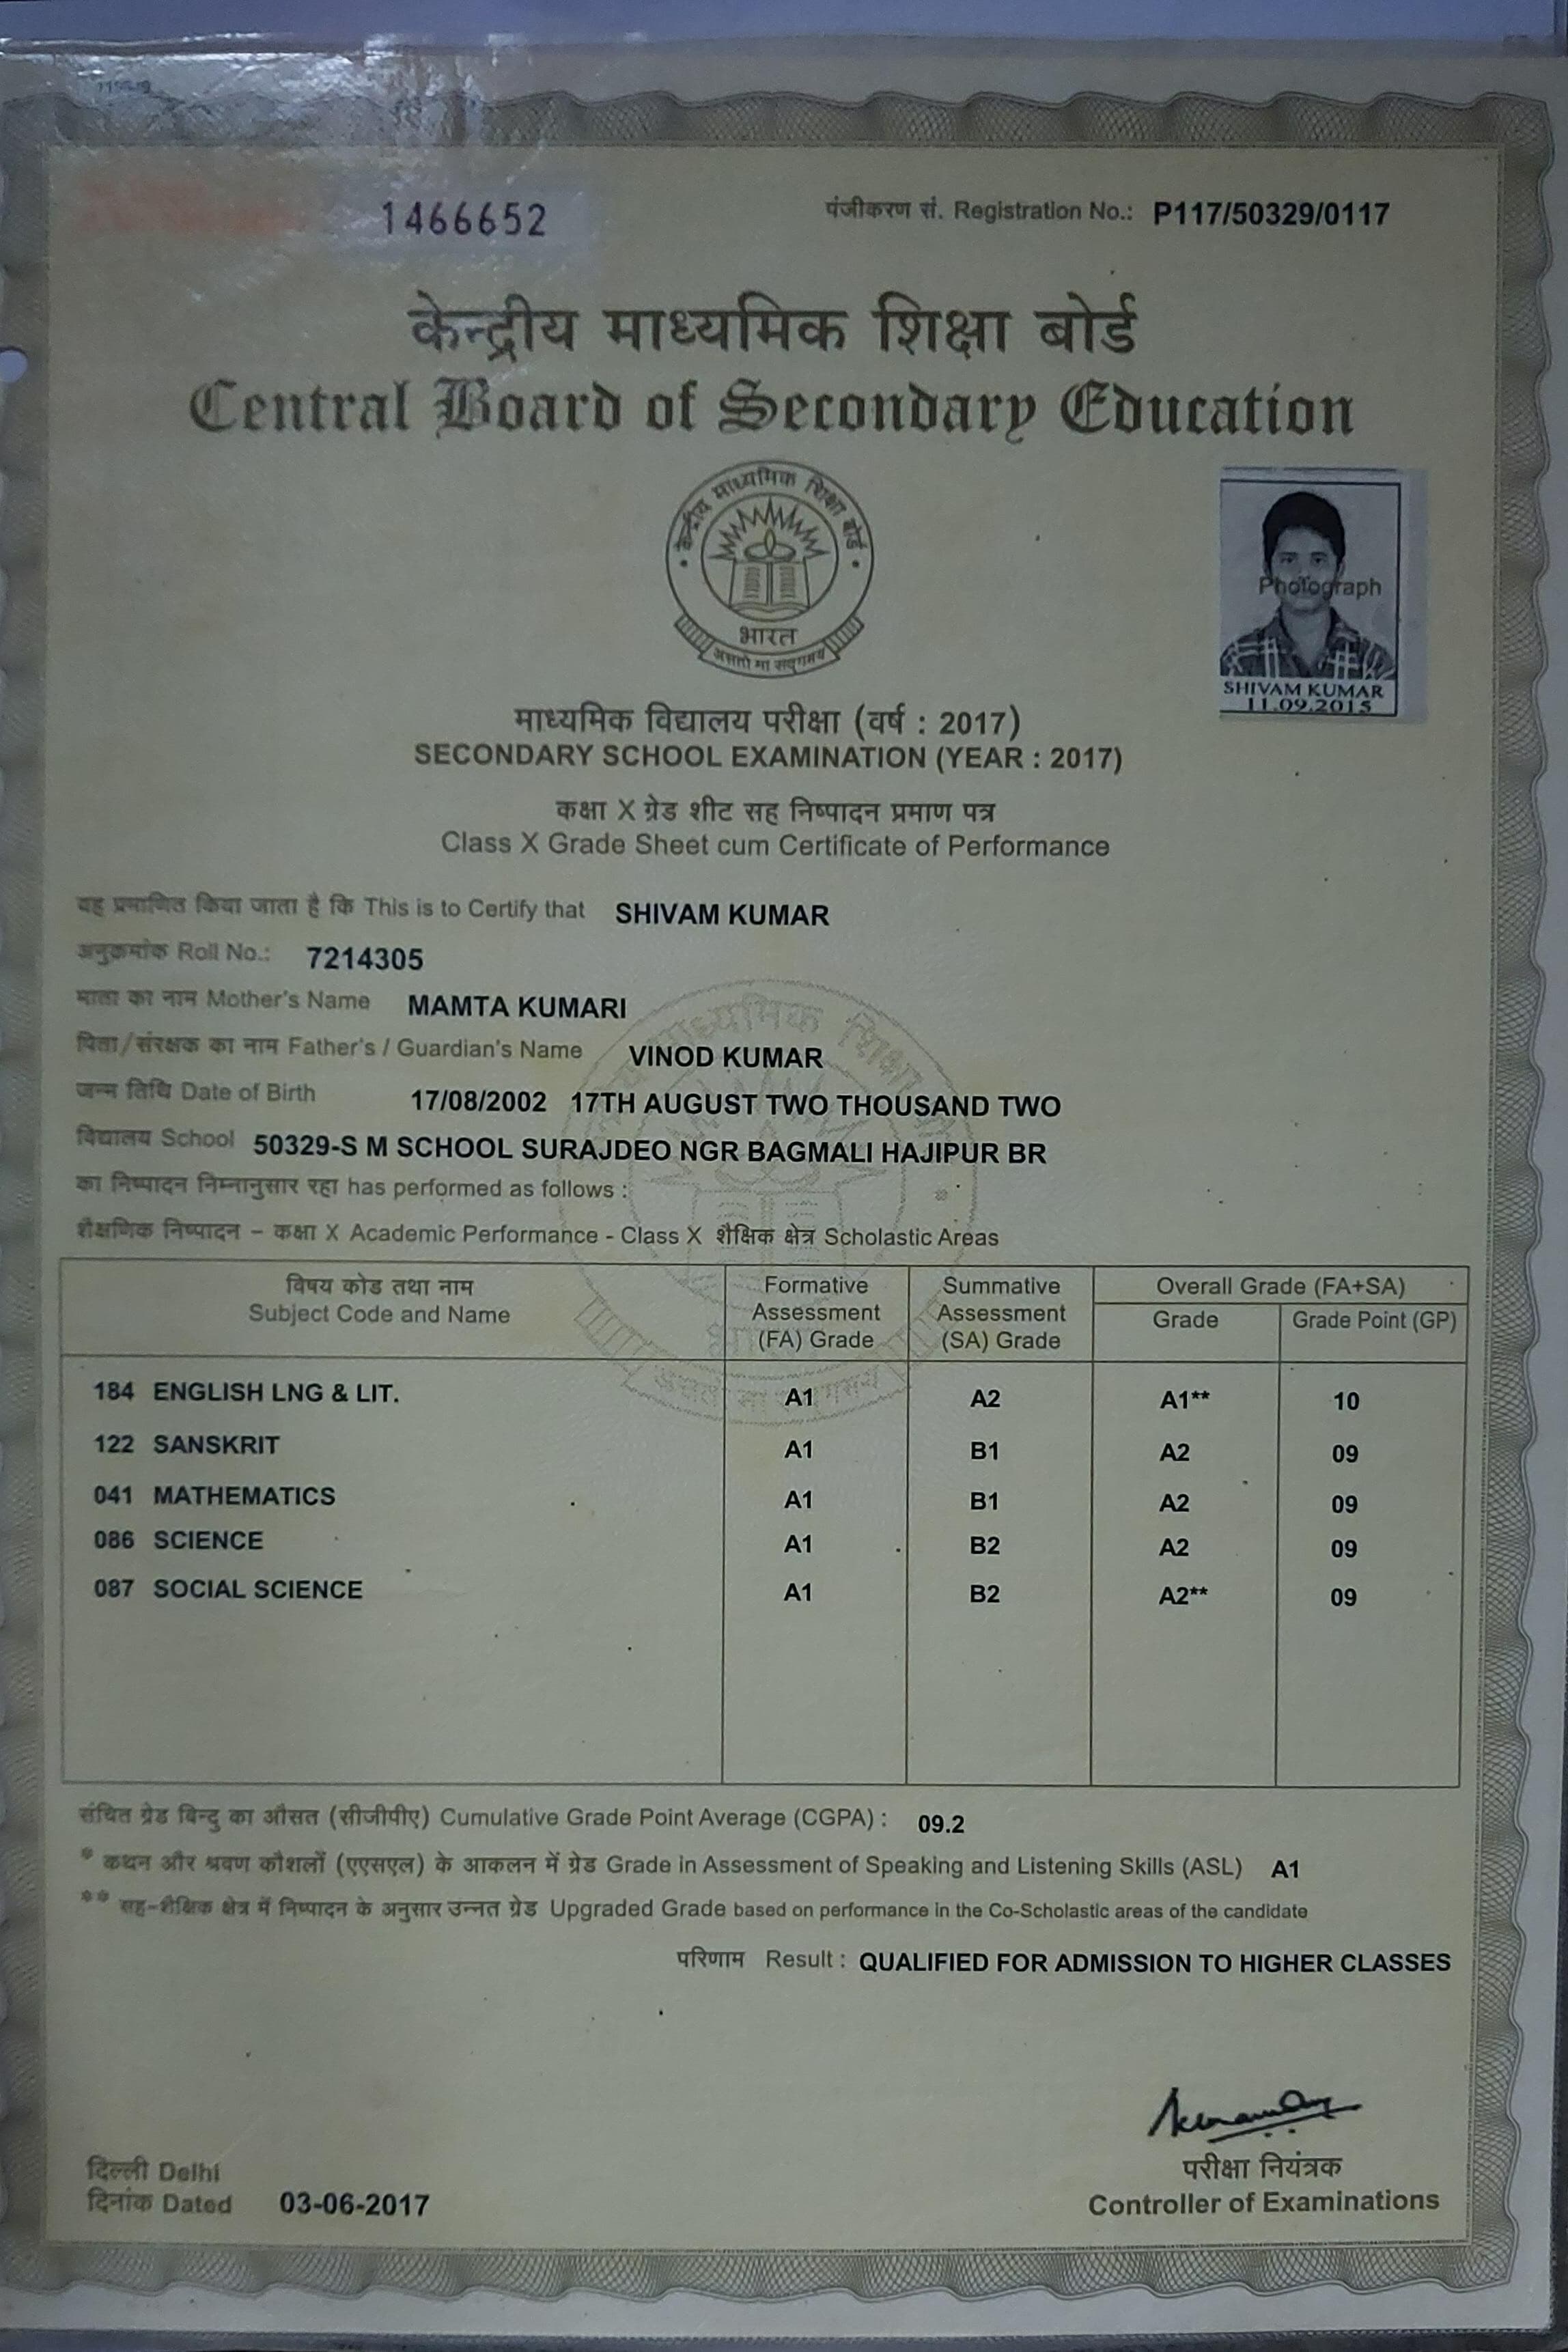 1466652
पंजीकरण सं. Registration No.: P117/50329/0117
केन्द्रीय माध्यमिक शिक्षा बोर्ड
Central Board of Secondary Education
केन्द्रीय माध्यमिक शिक्षा बोर्ड
भारत
असतो मा सद्गमय
Photograph
SHIVAM KUMAR
11.09.2015
माध्यमिक विद्यालय परीक्षा (वर्ष : 2017)
SECONDARY SCHOOL EXAMINATION (YEAR : 2017)
कक्षा X ग्रेड शीट सह निष्पादन प्रमाण पत्र
Class X Grade Sheet cum Certificate of Performance
यह प्रमाणित किया जाता है कि This is to Certify that SHIVAM KUMAR
अनुक्रमांक Roll No.: 7214305
माता का नाम Mother's Name MAMTA KUMARI
पिता/संरक्षक का नाम Father's / Guardian's Name VINOD KUMAR
जन्म तिथि Date of Birth 17/08/2002 17TH AUGUST TWO THOUSAND TWO
विद्यालय School 50329-S M SCHOOL SURAJDEO NGR BAGMALI HAJIPUR BR
का निष्पादन निम्नानुसार रहा has performed as follows :
शैक्षणिक निष्पादन – कक्षा X Academic Performance - Class X शैक्षिक क्षेत्र Scholastic Areas
विषय कोड तथा नाम
Subject Code and Name
Formative
Assessment
(FA) Grade
Summative
Assessment
(SA) Grade
Overall Grade (FA+SA)
Grade Grade Point (GP)
184 ENGLISH LNG & LIT. A1 A2 A1** 10
122 SANSKRIT A1 B1 A2 09
041 MATHEMATICS A1 B1 A2 09
086 SCIENCE A1 B2 A2 09
087 SOCIAL SCIENCE A1 B2 A2** 09
संचित ग्रेड बिन्दु का औसत (सीजीपीए) Cumulative Grade Point Average (CGPA) : 09.2
* कथन और श्रवण कौशलों (एएसएल) के आकलन में ग्रेड Grade in Assessment of Speaking and Listening Skills (ASL) A1
** सह-शैक्षिक क्षेत्र में निष्पादन के अनुसार उन्नत ग्रेड Upgraded Grade based on performance in the Co-Scholastic areas of the candidate
परिणाम Result : QUALIFIED FOR ADMISSION TO HIGHER CLASSES
दिल्ली Delhi
दिनांक Dated 03-06-2017
परीक्षा नियंत्रक
Controller of Examinations